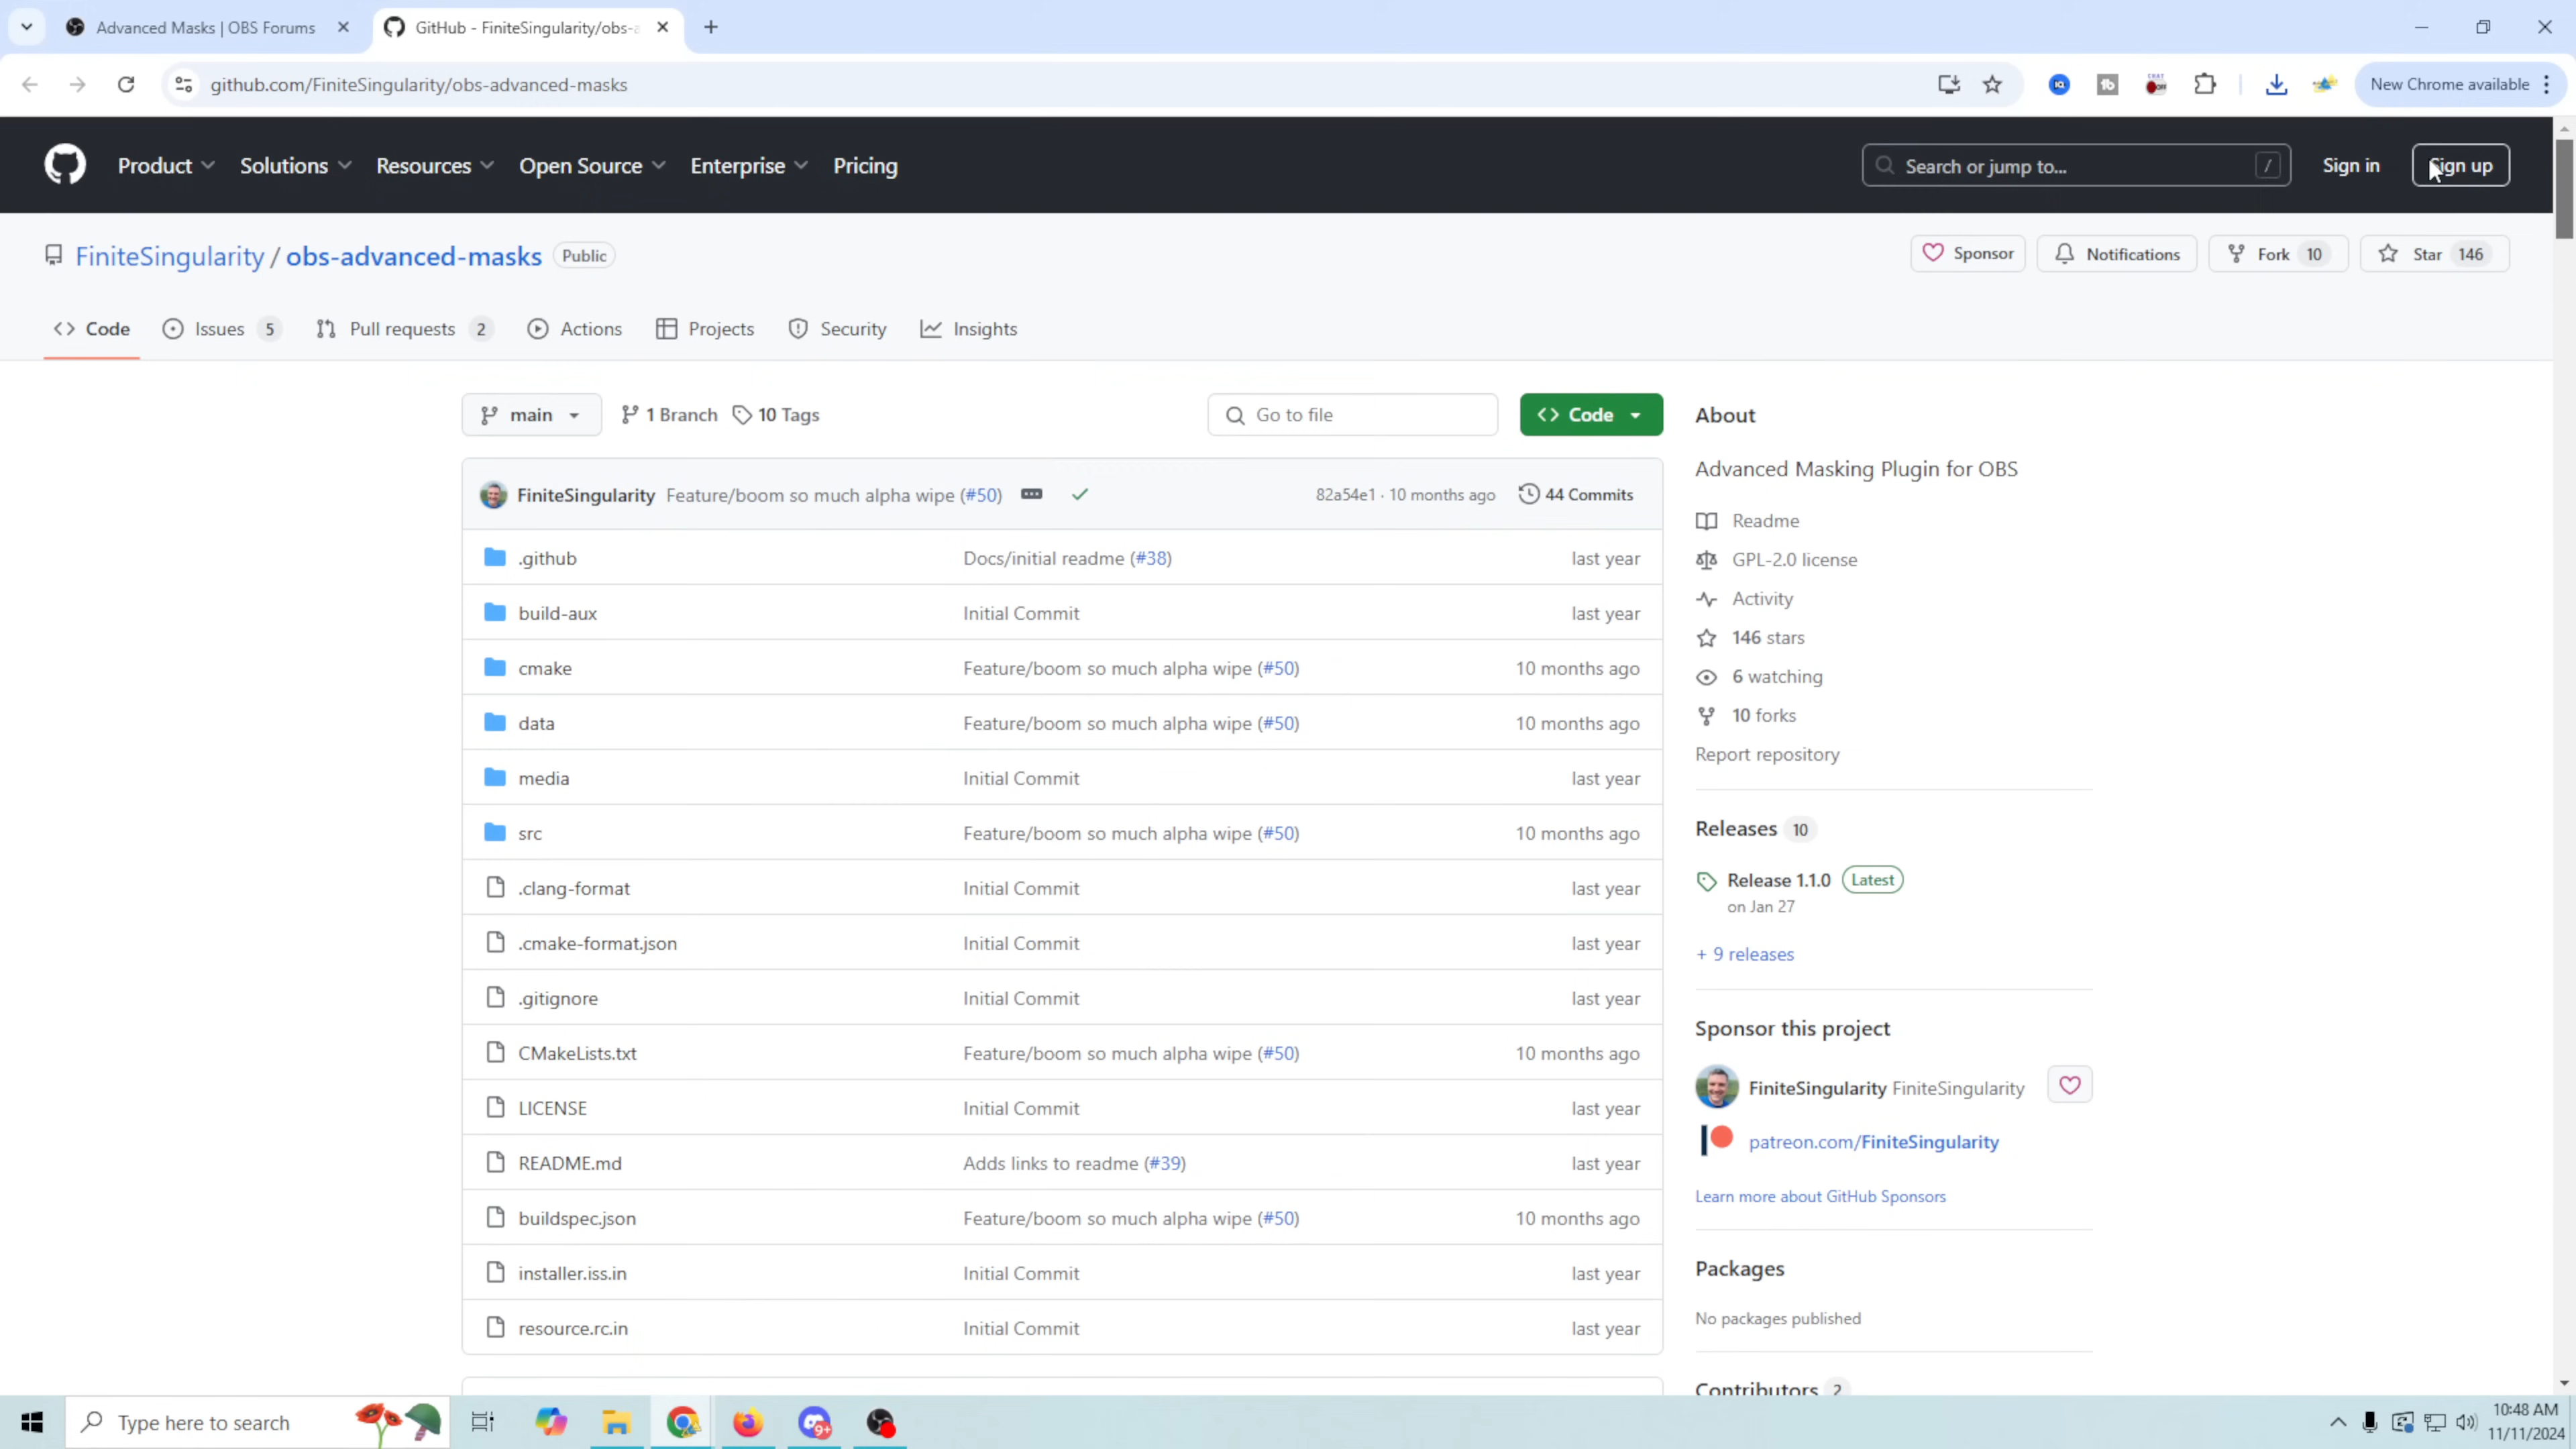 Advanced Masks | OBS Forums
GitHub - FiniteSingularity/obs-a
github.com/FiniteSingularity/obs-advanced-masks
New Chrome available
Product
Solutions
Resources
Open Source
Enterprise
Pricing
Search or jump to...
/
Sign in
Sign up
FiniteSingularity / obs-advanced-masks
Public
Sponsor
Notifications
Fork 10
Star 146
Code
Issues 5
Pull requests 2
Actions
Projects
Security
Insights
main
1 Branch
10 Tags
Go to file
Code
FiniteSingularity Feature/boom so much alpha wipe (#50)
82a54e1 · 10 months ago
44 Commits
.github Docs/initial readme (#38) last year
build-aux Initial Commit last year
cmake Feature/boom so much alpha wipe (#50) 10 months ago
data Feature/boom so much alpha wipe (#50) 10 months ago
media Initial Commit last year
src Feature/boom so much alpha wipe (#50) 10 months ago
.clang-format Initial Commit last year
.cmake-format.json Initial Commit last year
.gitignore Initial Commit last year
CMakeLists.txt Feature/boom so much alpha wipe (#50) 10 months ago
LICENSE Initial Commit last year
README.md Adds links to readme (#39) last year
buildspec.json Feature/boom so much alpha wipe (#50) 10 months ago
installer.iss.in Initial Commit last year
resource.rc.in Initial Commit last year
About
Advanced Masking Plugin for OBS
Readme
GPL-2.0 license
Activity
146 stars
6 watching
10 forks
Report repository
Releases 10
Release 1.1.0 Latest
on Jan 27
+ 9 releases
Sponsor this project
FiniteSingularity FiniteSingularity
patreon.com/FiniteSingularity
Learn more about GitHub Sponsors
Packages
No packages published
Contributors 2
Type here to search
9+
10:48 AM
11/11/2024